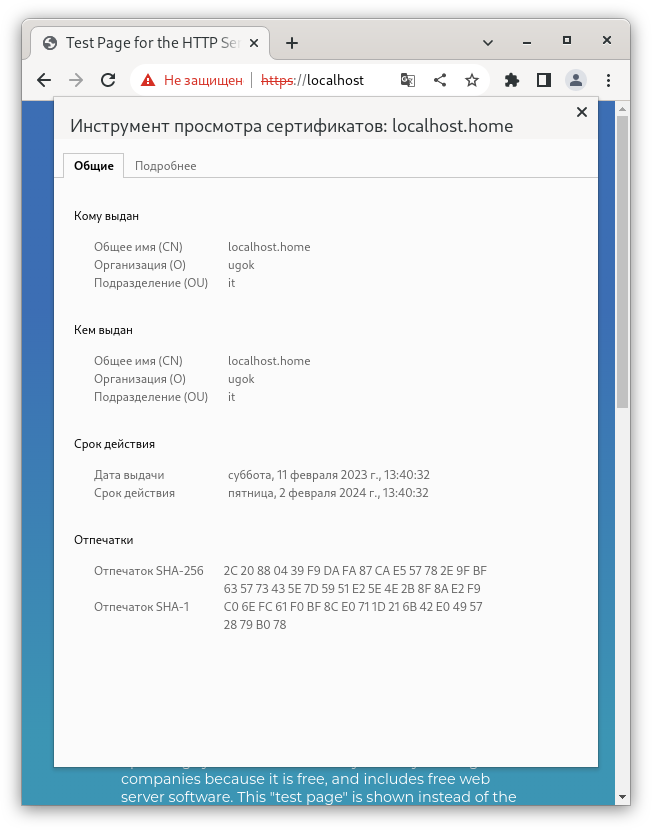 Test Page for the HTTP Se
Не защищен https://localhost
Инструмент просмотра сертификатов: localhost.home
Общие Подробнее
Кому выдан
Общее имя (CN) localhost.home
Организация (O) ugok
Подразделение (OU) it
Кем выдан
Общее имя (CN) localhost.home
Организация (O) ugok
Подразделение (OU) it
Срок действия
Дата выдачи суббота, 11 февраля 2023 г., 13:40:32
Срок действия пятница, 2 февраля 2024 г., 13:40:32
Отпечатки
Отпечаток SHA-256 2C 20 88 04 39 F9 DA FA 87 CA E5 57 78 2E 9F BF
63 57 73 43 5E 7D 59 51 E2 5E 4E 2B 8F 8A E2 F9
Отпечаток SHA-1 C0 6E FC 61 F0 BF 8C E0 71 1D 21 6B 42 E0 49 57
28 79 B0 78
companies because it is free, and includes free web
server software. This "test page" is shown instead of the